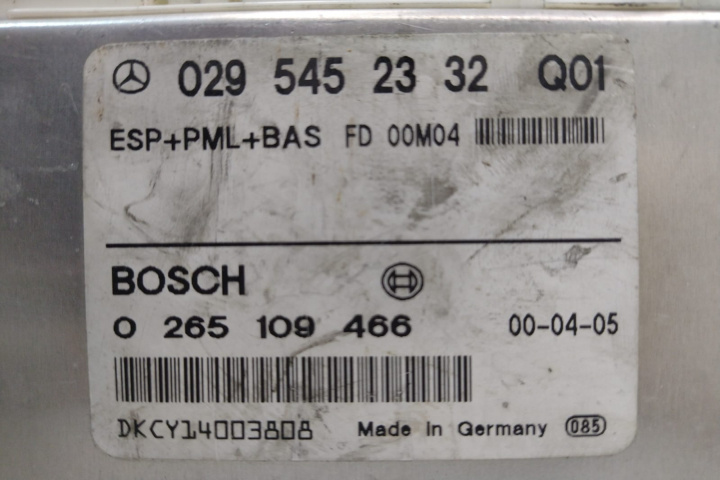 029 545 23 32 Q01
ESP+PML+BAS FD 00M04
BOSCH
0 265 109 466 00-04-05
DKCY14003808 Made in Germany 085